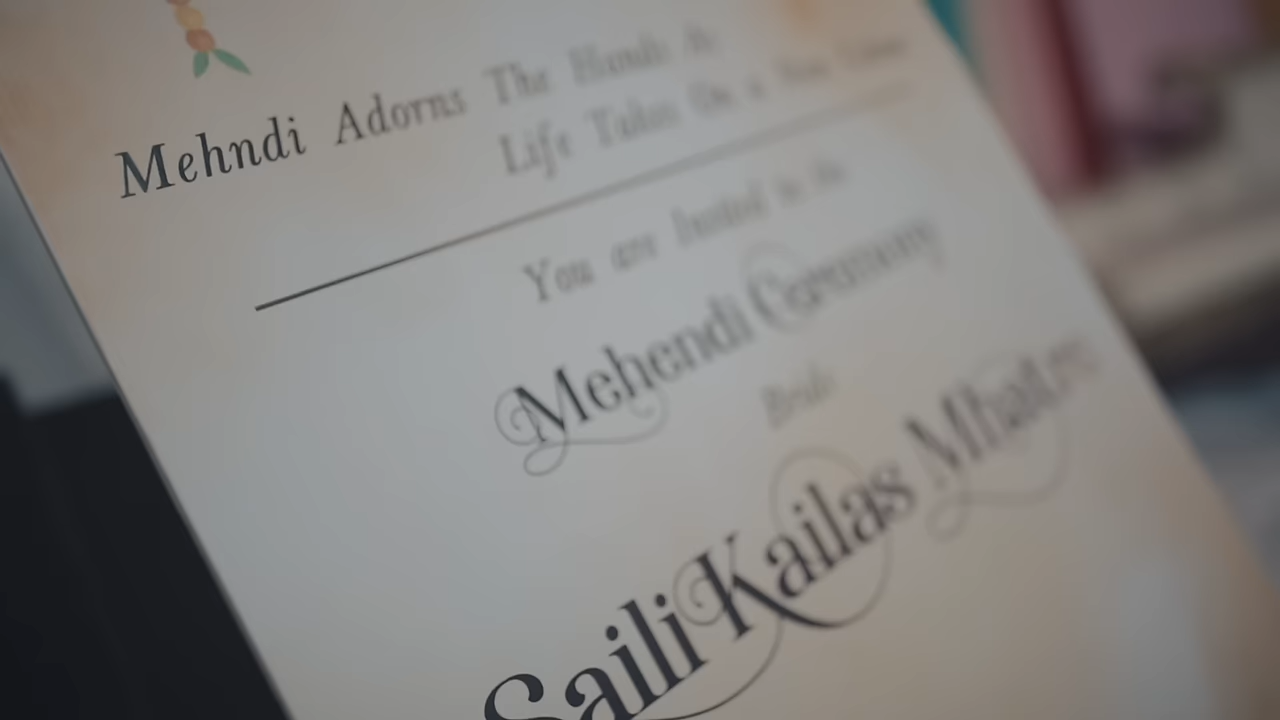 Mehndi Adorns The Hands As
Life Takes On a New
You are Invited to the
Mehendi Ceremony
Bride
Saili Kailas Mhatre